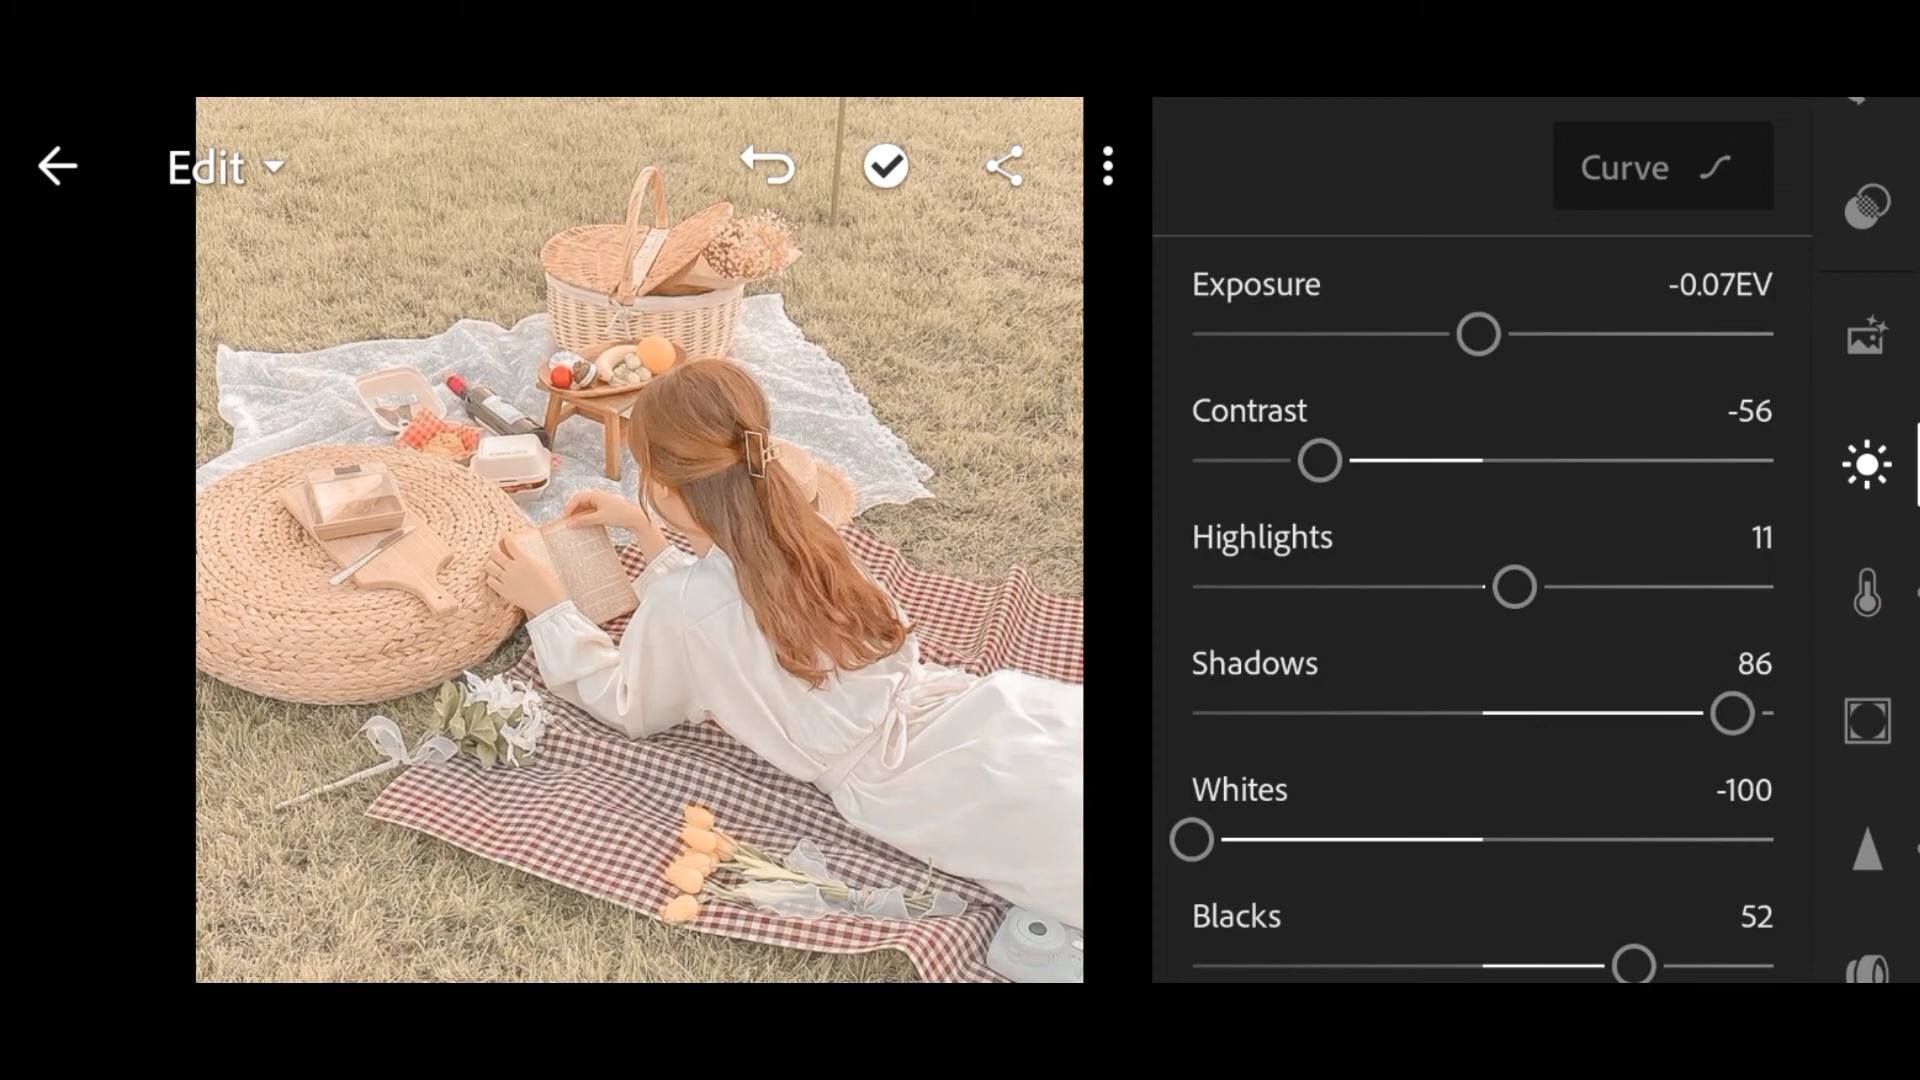 Edit
Curve
Exposure -0.07EV
Contrast -56
Highlights 11
Shadows 86
Whites -100
Blacks 52